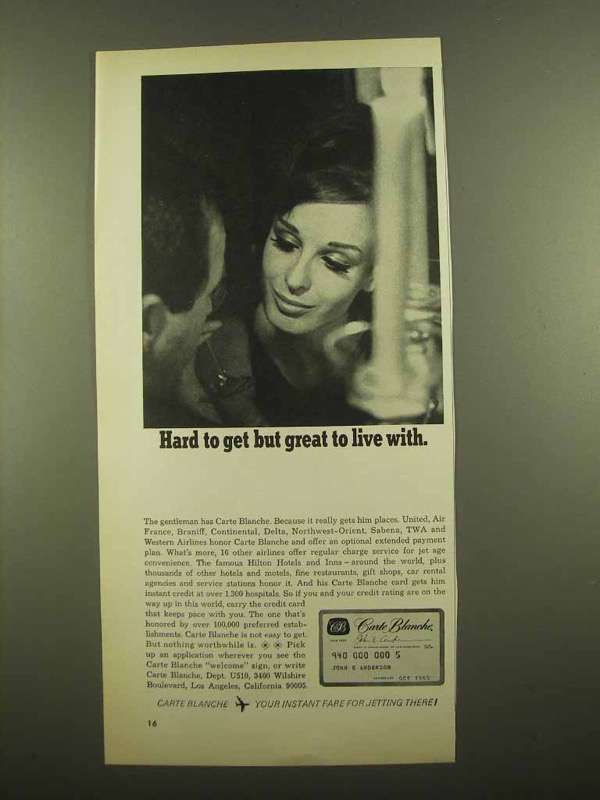 Hard to get but great to live with.
The gentleman has Carte Blanche. Because it really gets him places. United, Air
France, Braniff, Continental, Delta, Northwest-Orient, Sabena, TWA and
Western Airlines honor Carte Blanche and offer an optional extended payment
plan. What's more, 16 other airlines offer regular charge service for jet age
convenience. The famous Hilton Hotels and Inns – around the world, plus
thousands of other hotels and motels, fine restaurants, gift shops, car rental
agencies and service stations honor it. And his Carte Blanche card gets him
instant credit at over 1,300 hospitals. So if you and your credit rating are on the
way up in this world, carry the credit card
that keeps pace with you. The one that's
honored by over 100,000 preferred estab-
lishments. Carte Blanche is not easy to get.
But nothing worthwhile is. Pick
up an application wherever you see the
Carte Blanche "welcome" sign, or write
Carte Blanche, Dept. U510, 3460 Wilshire
Boulevard, Los Angeles, California 90005.
CB Carte Blanche
940 000 000 5
JOHN E ANDERSON
OCT 1965
CARTE BLANCHE YOUR INSTANT FARE FOR JETTING THERE!
16